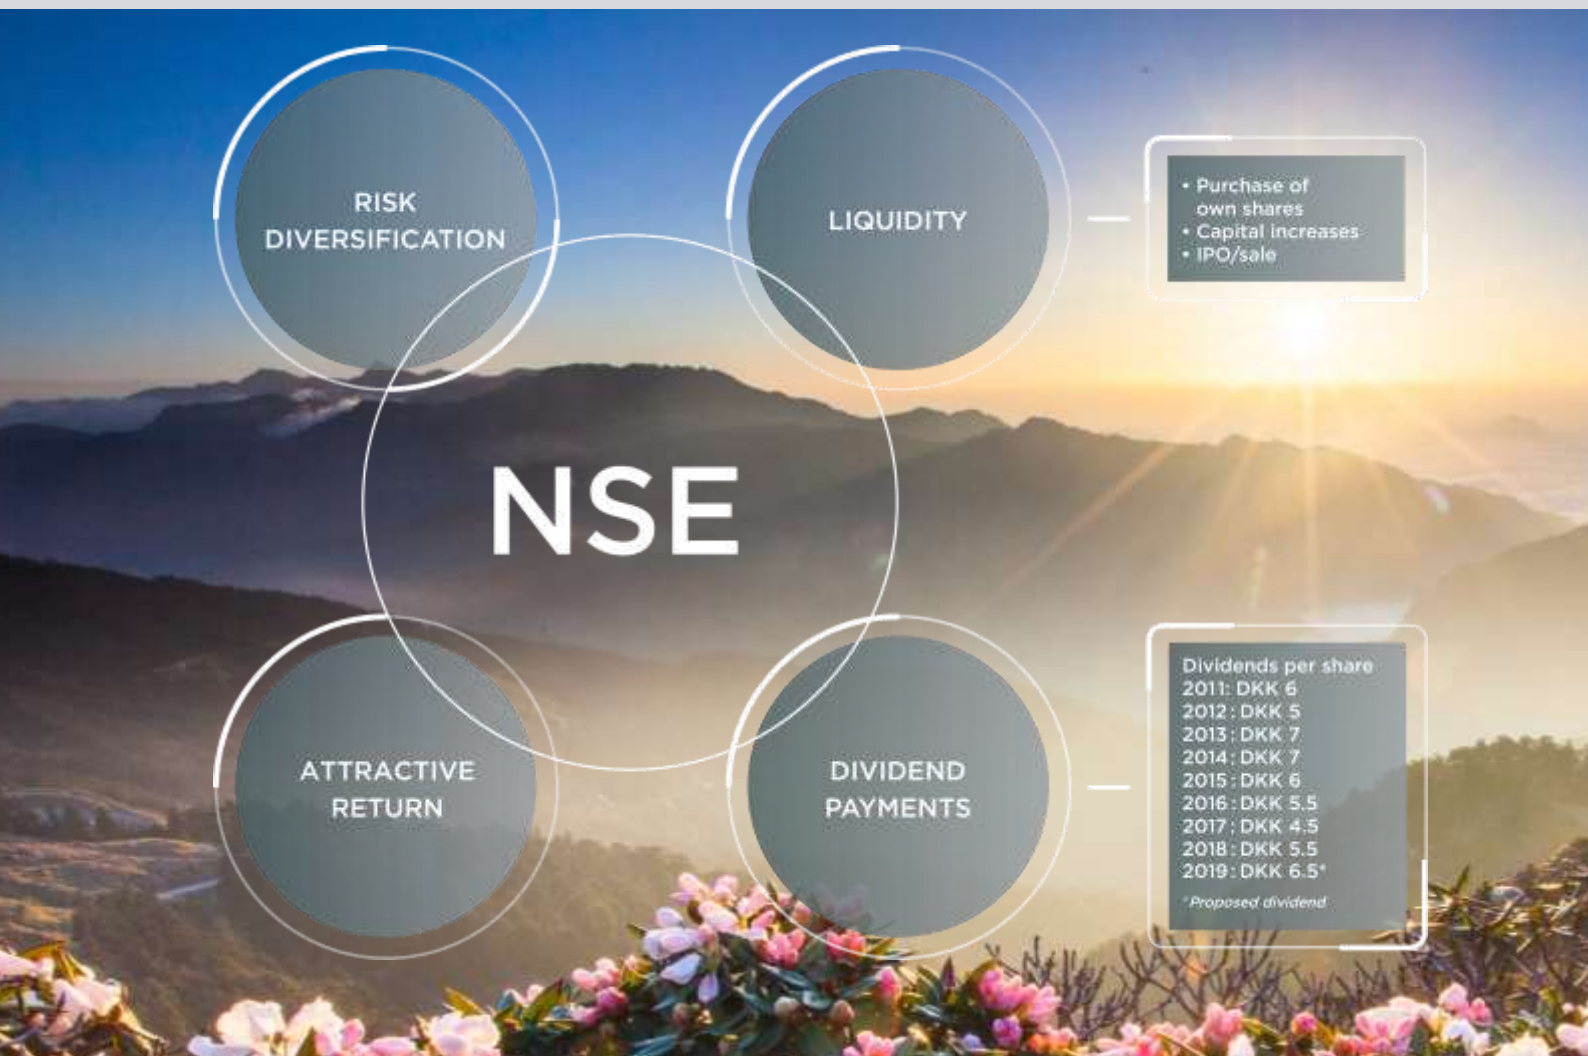 RISK
DIVERSIFICATION
LIQUIDITY
• Purchase of
own shares
• Capital increases
• IPO/sale
NSE
ATTRACTIVE
RETURN
DIVIDEND
PAYMENTS
Dividends per share
2011: DKK 6
2012: DKK 5
2013: DKK 7
2014: DKK 7
2015: DKK 6
2016: DKK 5.5
2017: DKK 4.5
2018: DKK 5.5
2019: DKK 6.5*
*Proposed dividend